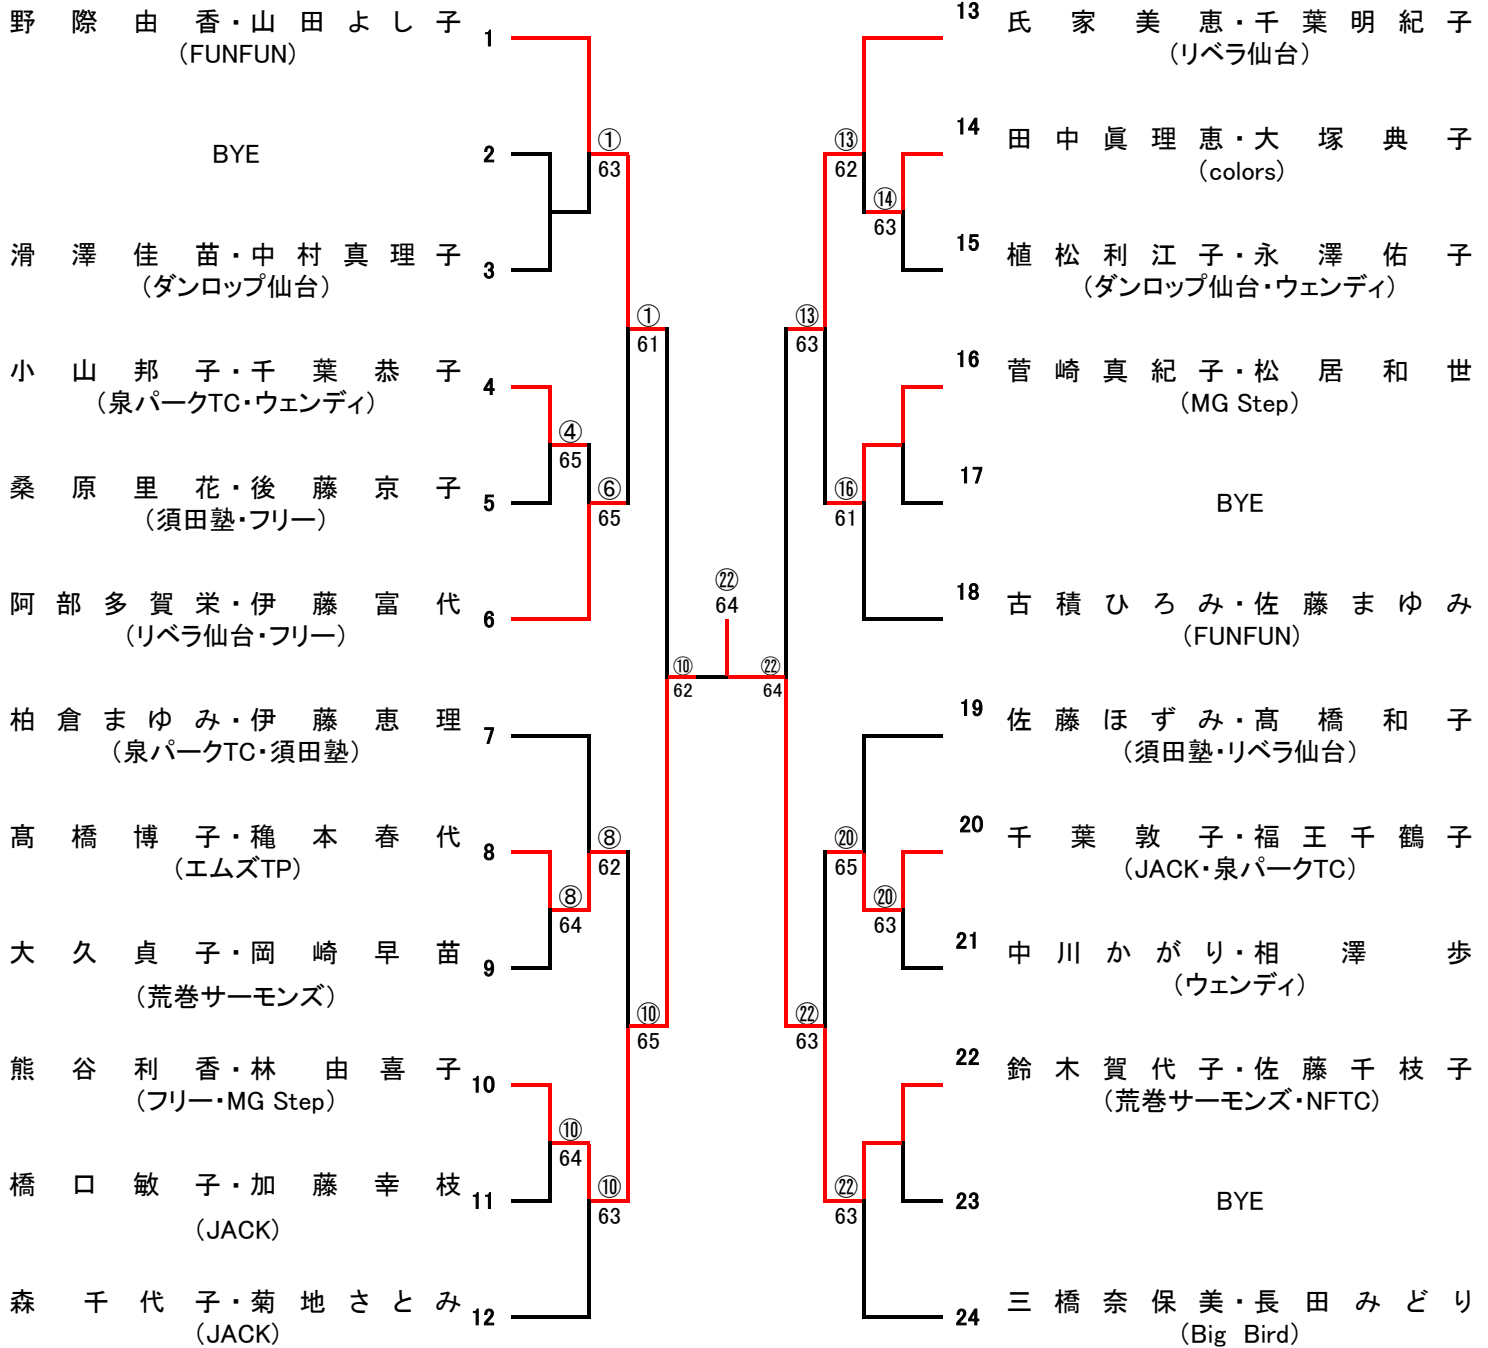 野際由香・山田よし子 1
(FUNFUN)
BYE 2
滑澤佳苗・中村真理子 3
(ダンロップ仙台)
小山邦子・千葉恭子 4
(泉パークTC・ウェンディ)
桑原里花・後藤京子 5
(須田塾・フリー)
阿部多賀栄・伊藤富代 6
(リベラ仙台・フリー)
柏倉まゆみ・伊藤恵理 7
(泉パークTC・須田塾)
髙橋博子・穐本春代 8
(エムズTP)
大久貞子・岡崎早苗 9
(荒巻サーモンズ)
熊谷利香・林由喜子 10
(フリー・MG Step)
橋口敏子・加藤幸枝 11
(JACK)
森千代子・菊地さとみ 12
(JACK)
①
63
④
65
⑥
65
⑧
62
⑧
64
⑩
64
⑩
63
①
61
⑩
65
⑩
62
㉒
64
㉒
64
⑬
63
㉒
63
⑬
62
⑭
63
⑯
61
⑳
65
⑳
63
㉒
63
13 氏家美恵・千葉明紀子
(リベラ仙台)
14 田中眞理恵・大塚典子
(colors)
15 植松利江子・永澤佑子
(ダンロップ仙台・ウェンディ)
16 菅崎真紀子・松居和世
(MG Step)
17 BYE
18 古積ひろみ・佐藤まゆみ
(FUNFUN)
19 佐藤ほずみ・髙橋和子
(須田塾・リベラ仙台)
20 千葉敦子・福王千鶴子
(JACK・泉パークTC)
21 中川かがり・相澤歩
(ウェンディ)
22 鈴木賀代子・佐藤千枝子
(荒巻サーモンズ・NFTC)
23 BYE
24 三橋奈保美・長田みどり
(Big Bird)